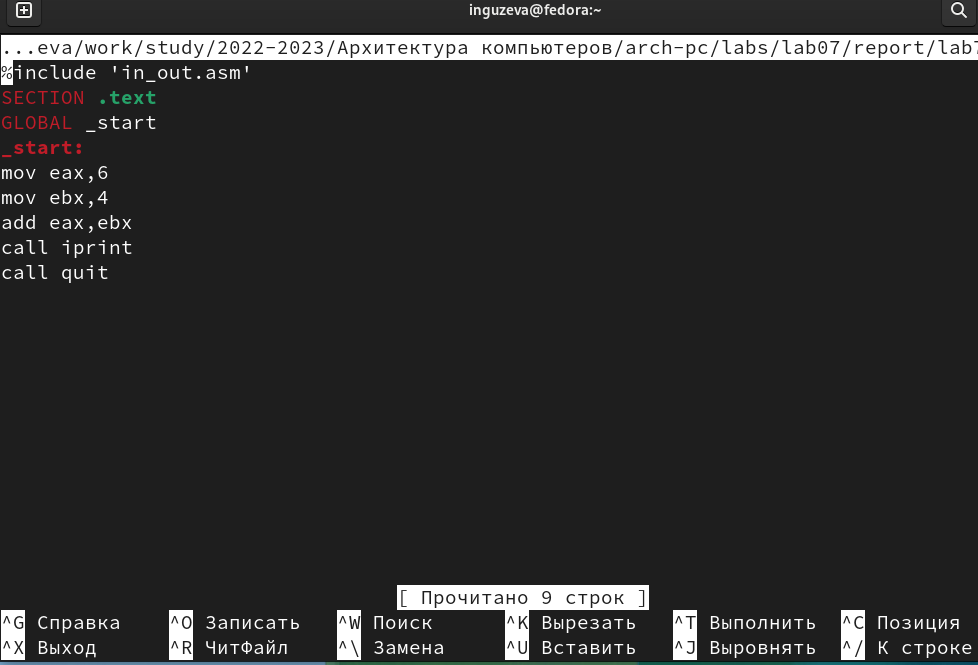 inguzeva@fedora:~
...eva/work/study/2022-2023/Архитектура компьютеров/arch-pc/labs/lab07/report/lab7
%include 'in_out.asm'
SECTION .text
GLOBAL _start
_start:
mov eax,6
mov ebx,4
add eax,ebx
call iprint
call quit
[ Прочитано 9 строк ]
^G Справка ^O Записать ^W Поиск ^K Вырезать ^T Выполнить ^C Позиция
^X Выход ^R ЧитФайл ^\ Замена ^U Вставить ^J Выровнять ^/ К строке